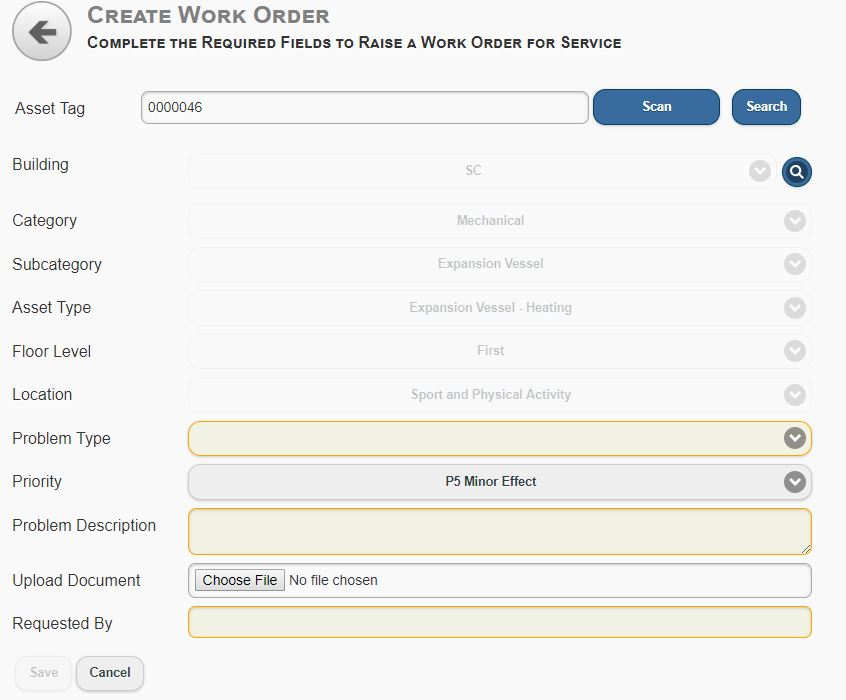 Create Work Order
Complete the Required Fields to Raise a Work Order for Service
Asset Tag 0000046 Scan Search
Building SC
Category Mechanical
Subcategory Expansion Vessel
Asset Type Expansion Vessel - Heating
Floor Level First
Location Sport and Physical Activity
Problem Type
Priority P5 Minor Effect
Problem Description
Upload Document Choose File No file chosen
Requested By
Save Cancel